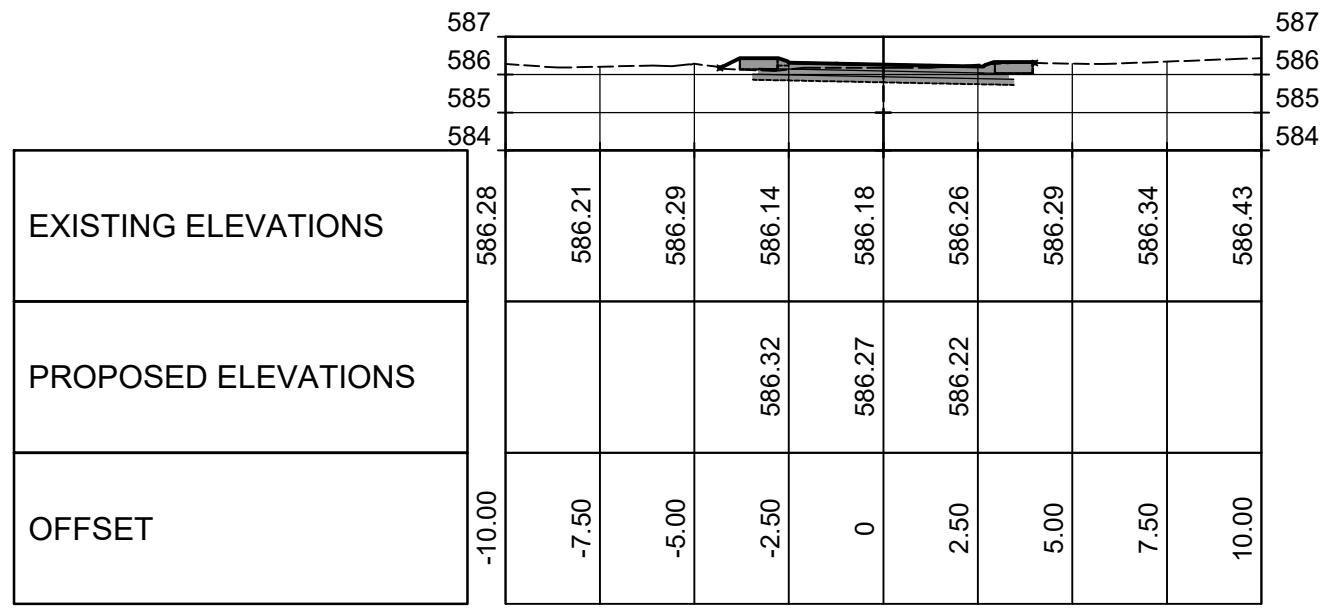 587 587
586 586
585 585
584 584
EXISTING ELEVATIONS 586.28 586.21 586.29 586.14 586.18 586.26 586.29 586.34 586.43
PROPOSED ELEVATIONS 586.32 586.27 586.22
OFFSET -10.00 -7.50 -5.00 -2.50 0 2.50 5.00 7.50 10.00